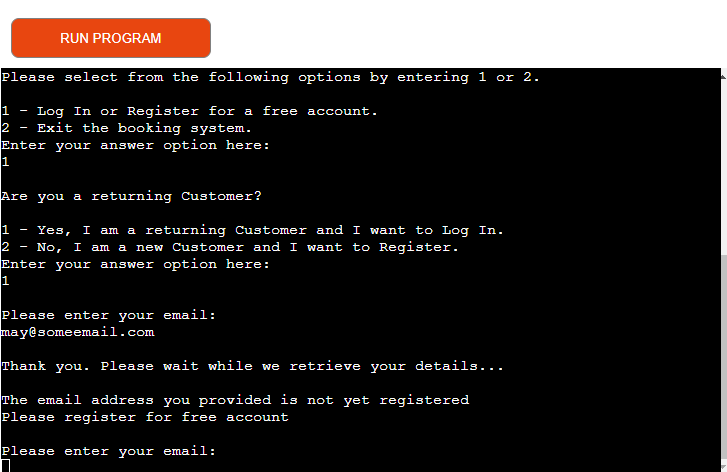 RUN PROGRAM
Please select from the following options by entering 1 or 2.
1 - Log In or Register for a free account.
2 - Exit the booking system.
Enter your answer option here:
1
Are you a returning Customer?
1 - Yes, I am a returning Customer and I want to Log In.
2 - No, I am a new Customer and I want to Register.
Enter your answer option here:
1
Please enter your email:
may@someemail.com
Thank you. Please wait while we retrieve your details...
The email address you provided is not yet registered
Please register for free account
Please enter your email: